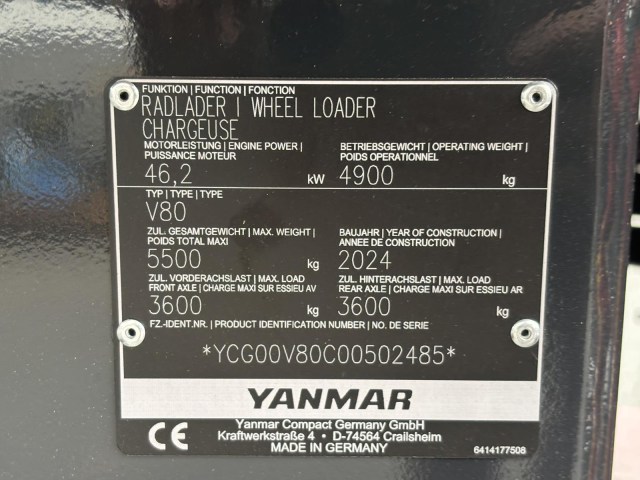 FUNKTION | FUNCTION | FONCTION
RADLADER | WHEEL LOADER
CHARGEUSE
MOTORLEISTUNG | ENGINE POWER |
PUISSANCE MOTEUR
BETRIEBSGEWICHT | OPERATING WEIGHT |
POIDS OPERATIONNEL
46,2 kW
4900 kg
TYP | TYPE | TYPE
V80
ZUL. GESAMTGEWICHT | MAX. WEIGHT |
POIDS TOTAL MAXI
BAUJAHR | YEAR OF CONSTRUCTION |
ANNEE DE CONSTRUCTION
5500 kg
2024
ZUL. VORDERACHSLAST | MAX. LOAD
FRONT AXLE | CHARGE MAXI SUR ESSIEU AV
ZUL. HINTERACHSLAST | MAX. LOAD
REAR AXLE | CHARGE MAXI SUR ESSIEU AR
3600 kg
3600 kg
FZ.-IDENT.NR. | PRODUCT IDENTIFICATION NUMBER | NO. DE SERIE
*YCG00V80C00502485*
YANMAR
CE
Yanmar Compact Germany GmbH
Kraftwerkstraße 4 • D-74564 Crailsheim
MADE IN GERMANY
6414177508